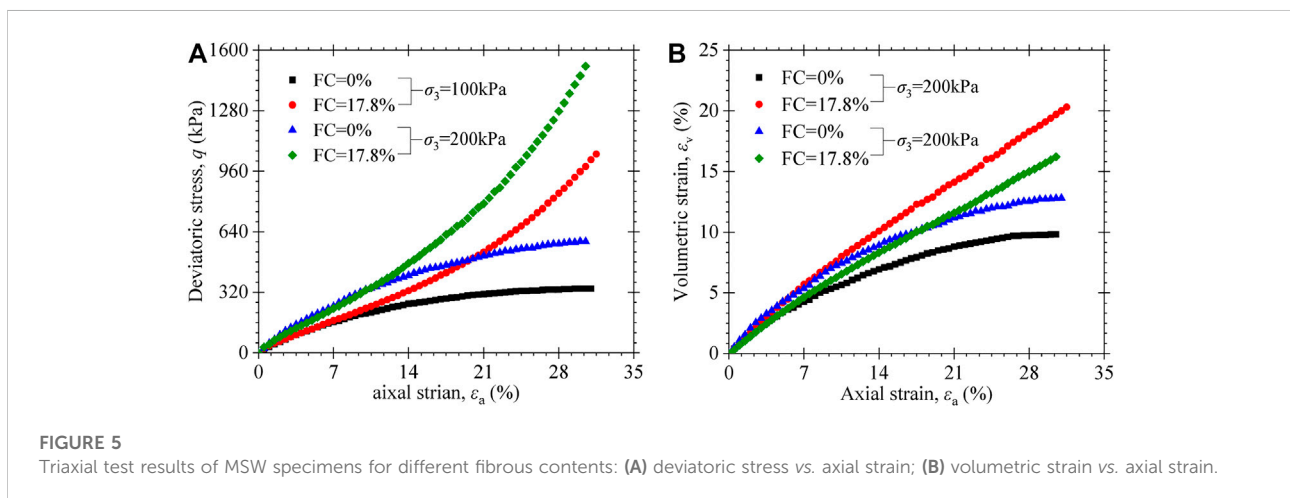 A
1600
1280
960
640
320
0
Deviatoric stress, q (kPa)
FC=0%
FC=17.8%
σ3=100kPa
FC=0%
FC=17.8%
σ3=200kPa
0 7 14 21 28 35
aixal strian, εa (%)
B
25
20
15
10
5
0
Volumetric strain, εv (%)
FC=0%
FC=17.8%
σ3=200kPa
FC=0%
FC=17.8%
σ3=200kPa
0 7 14 21 28 35
Axial strain, εa (%)
FIGURE 5
Triaxial test results of MSW specimens for different fibrous contents: (A) deviatoric stress vs. axial strain; (B) volumetric strain vs. axial strain.